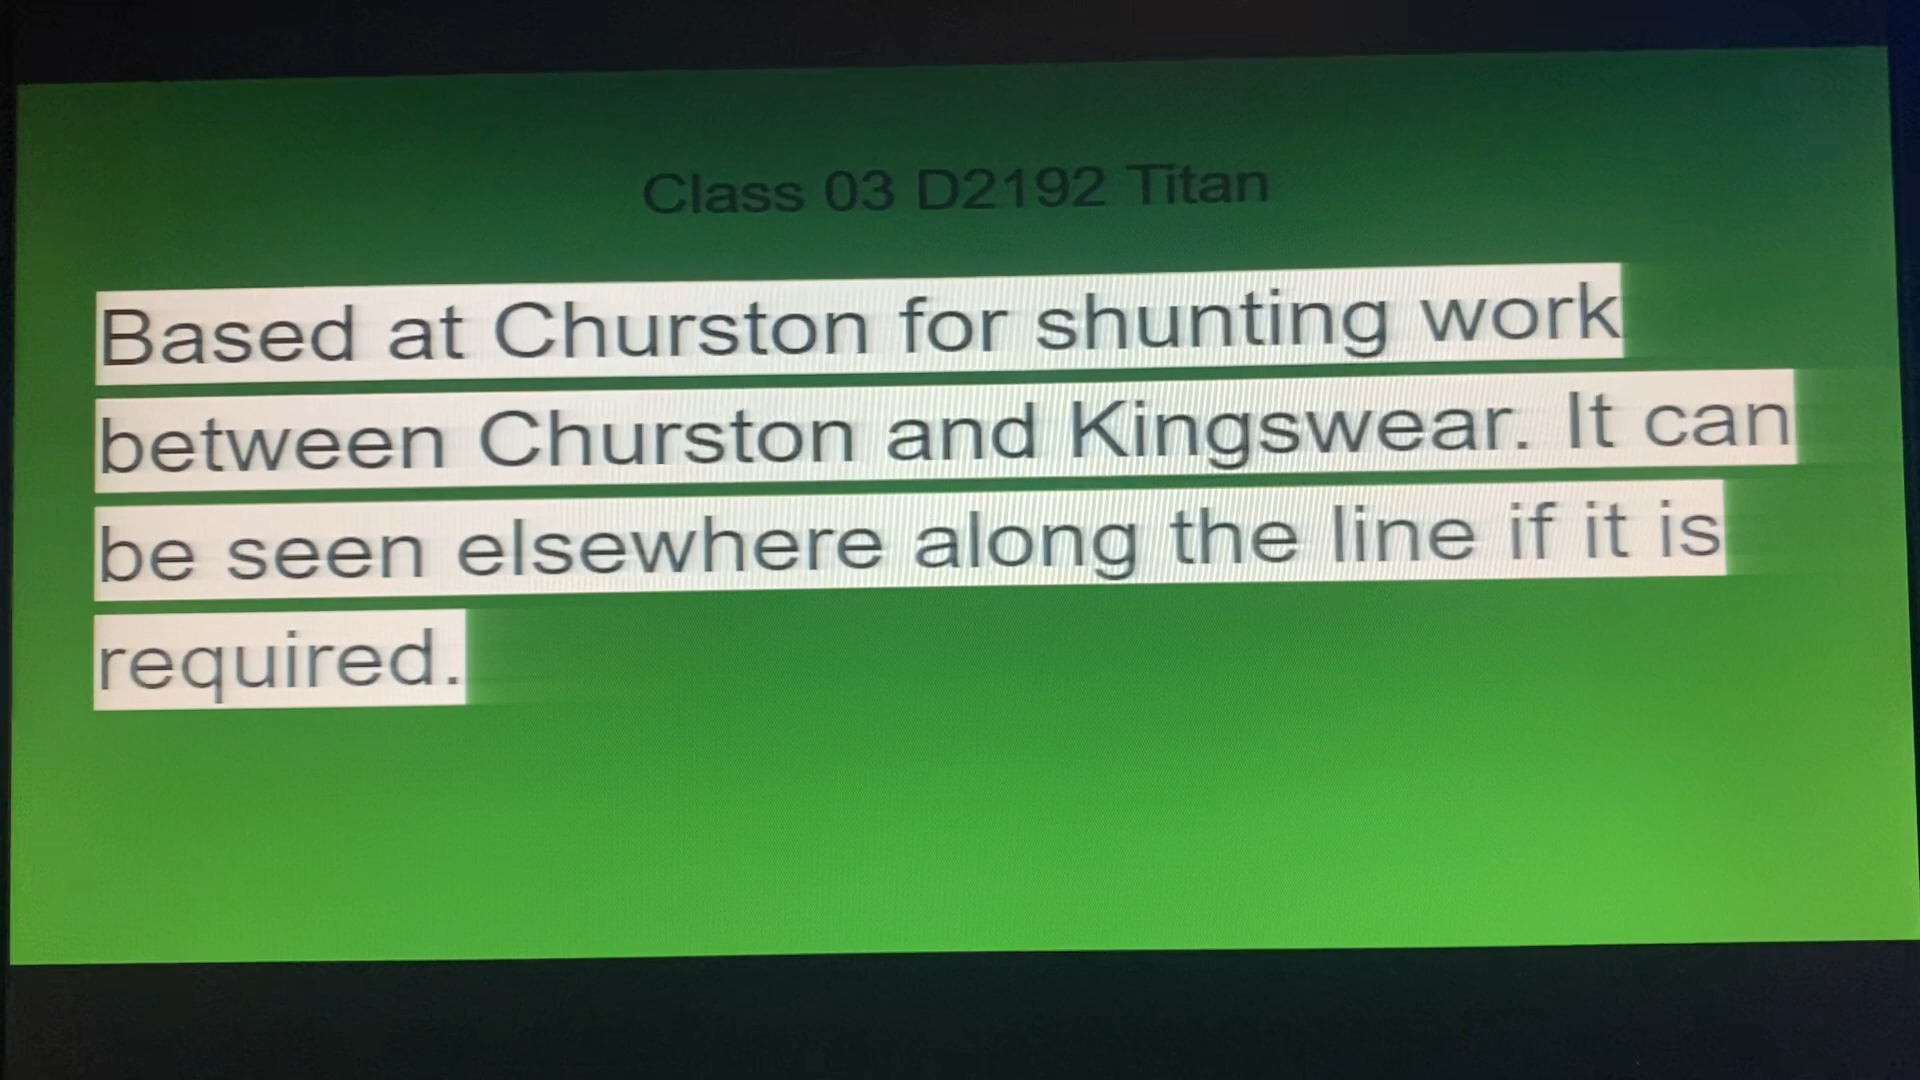 Class 03 D2192 Titan
Based at Churston for shunting work
between Churston and Kingswear. It can
be seen elsewhere along the line if it is
required.